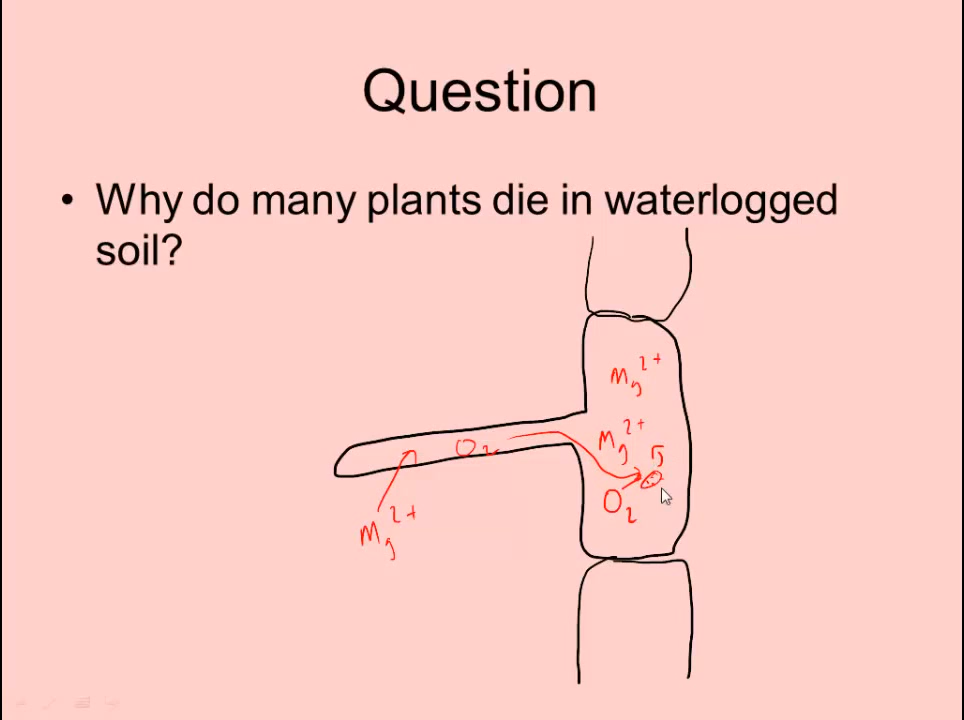 Question
• Why do many plants die in waterlogged
soil?
Mg²⁺
Mg²⁺
O₂
O₂
Mg²⁺